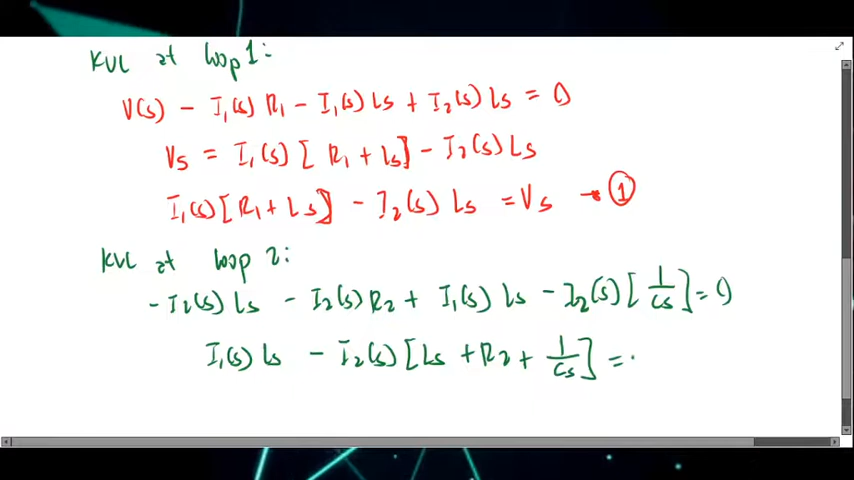 KVL at loop 1:
V(s) - I₁(s) R₁ - I₁(s) Ls + I₂(s) Ls = 0
Vs = I₁(s) [ R₁ + Ls] - I₂(s) Ls
I₁(s) [R₁ + Ls] - I₂(s) Ls = Vs → ①
KVL at loop 2:
- I₂(s) Ls - I₂(s) R₂ + I₁(s) Ls - I₂(s) [ 1/Cs ] = 0
I₁(s) Ls - I₂(s) [ Ls + R₂ + 1/Cs ] =